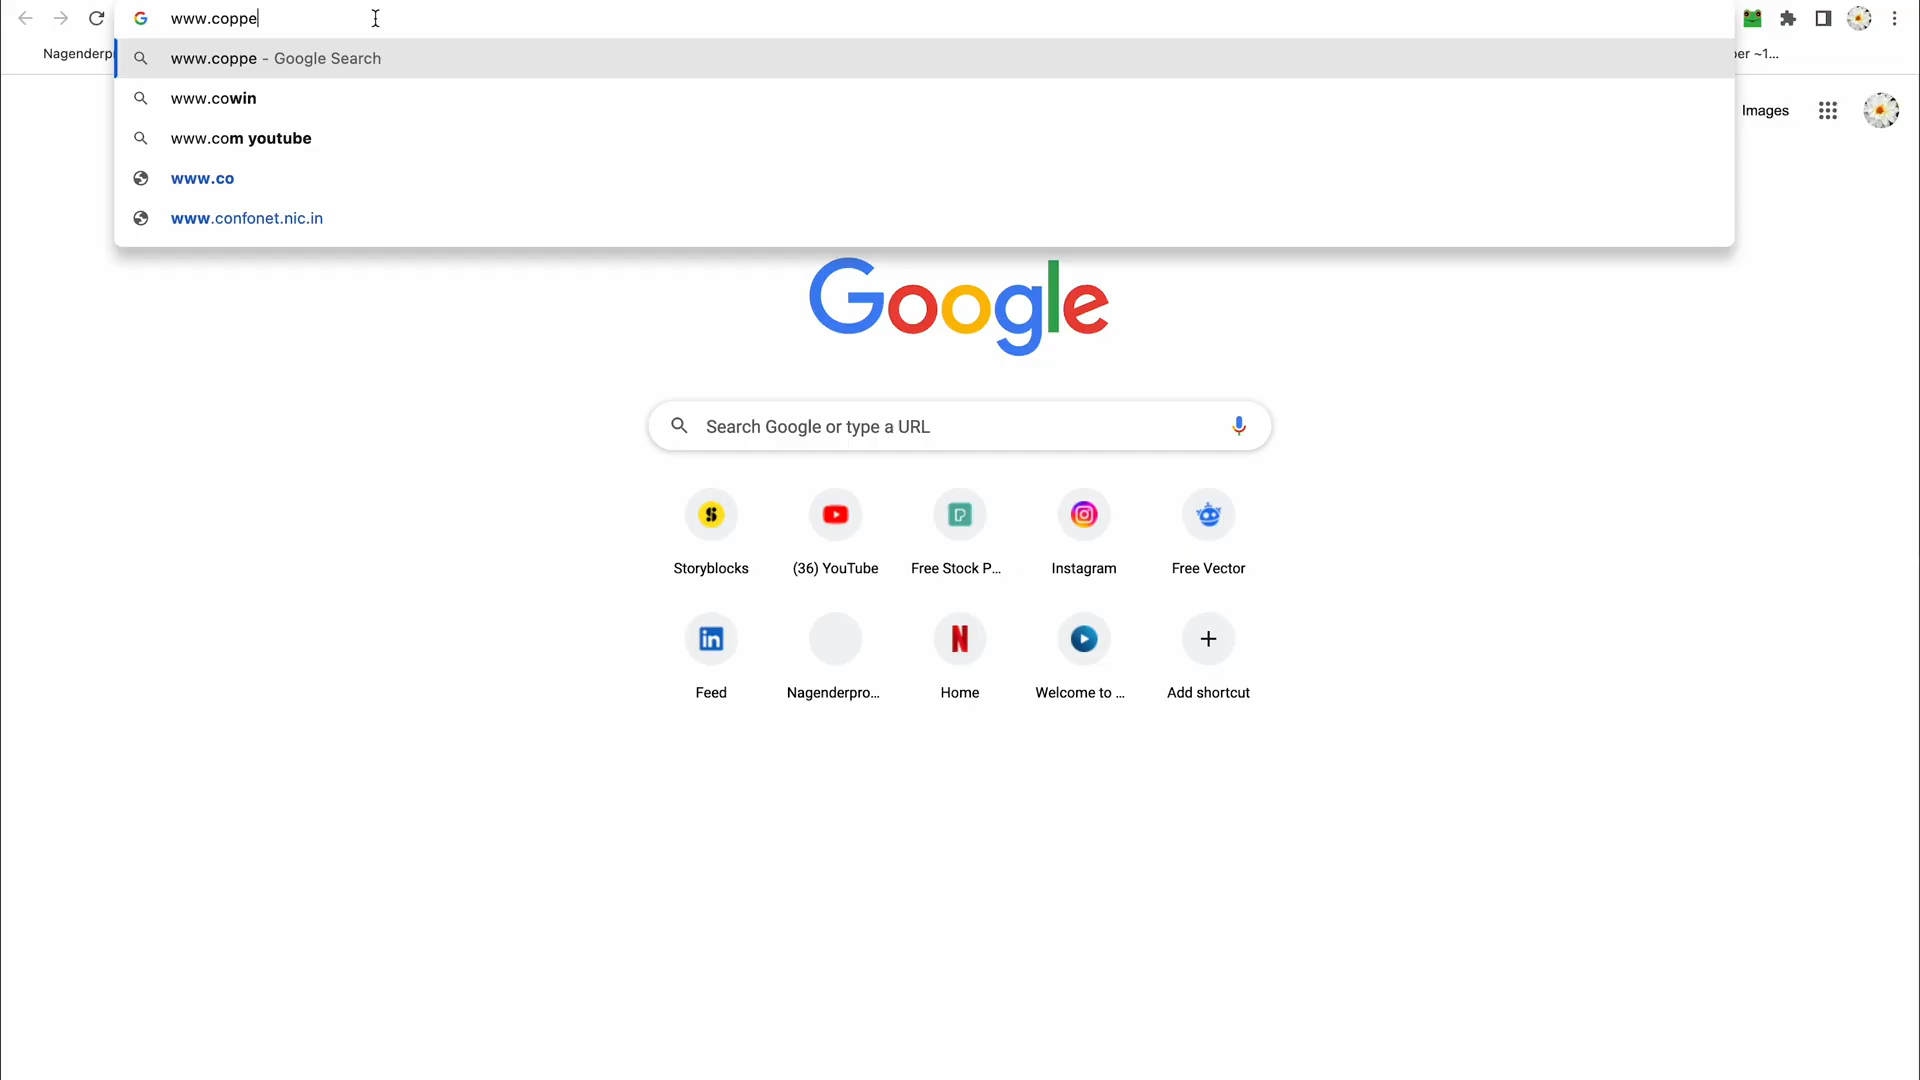 www.coppe
www.coppe - Google Search
www.cowin
www.com youtube
www.co
www.confonet.nic.in
Nagenderp
er ~1...
Images
Google
Search Google or type a URL
Storyblocks
(36) YouTube
Free Stock P...
Instagram
Free Vector
Feed
Nagenderpro...
Home
Welcome to ...
Add shortcut